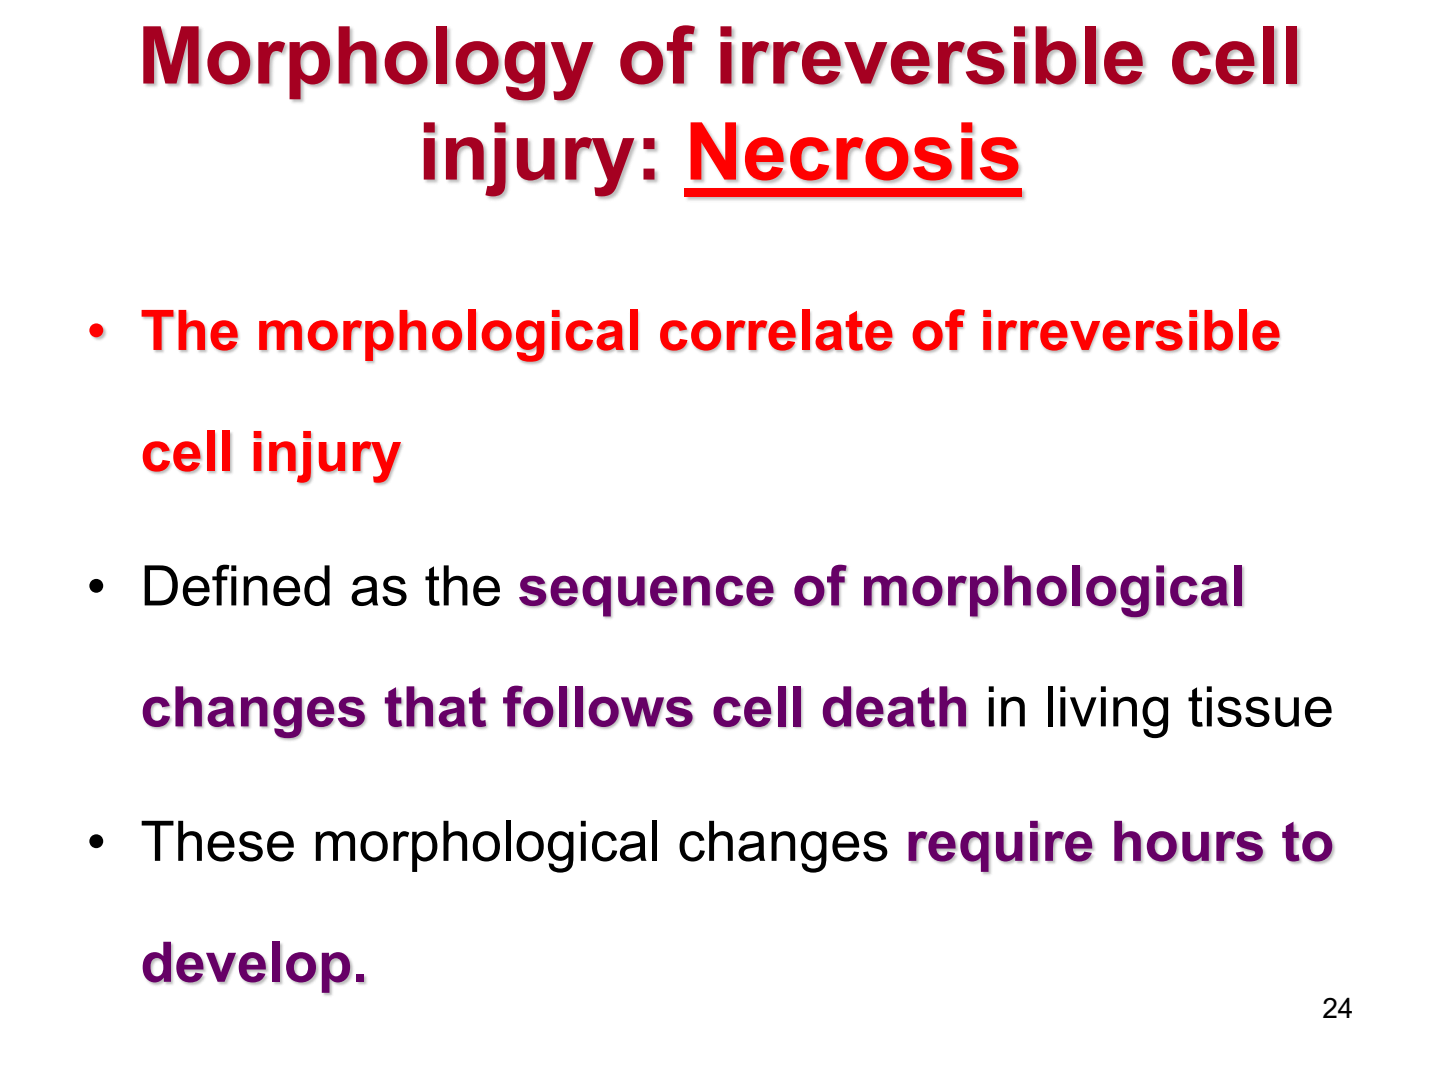 Morphology of irreversible cell
injury: Necrosis
• The morphological correlate of irreversible
cell injury
• Defined as the sequence of morphological
changes that follows cell death in living tissue
• These morphological changes require hours to
develop.
24